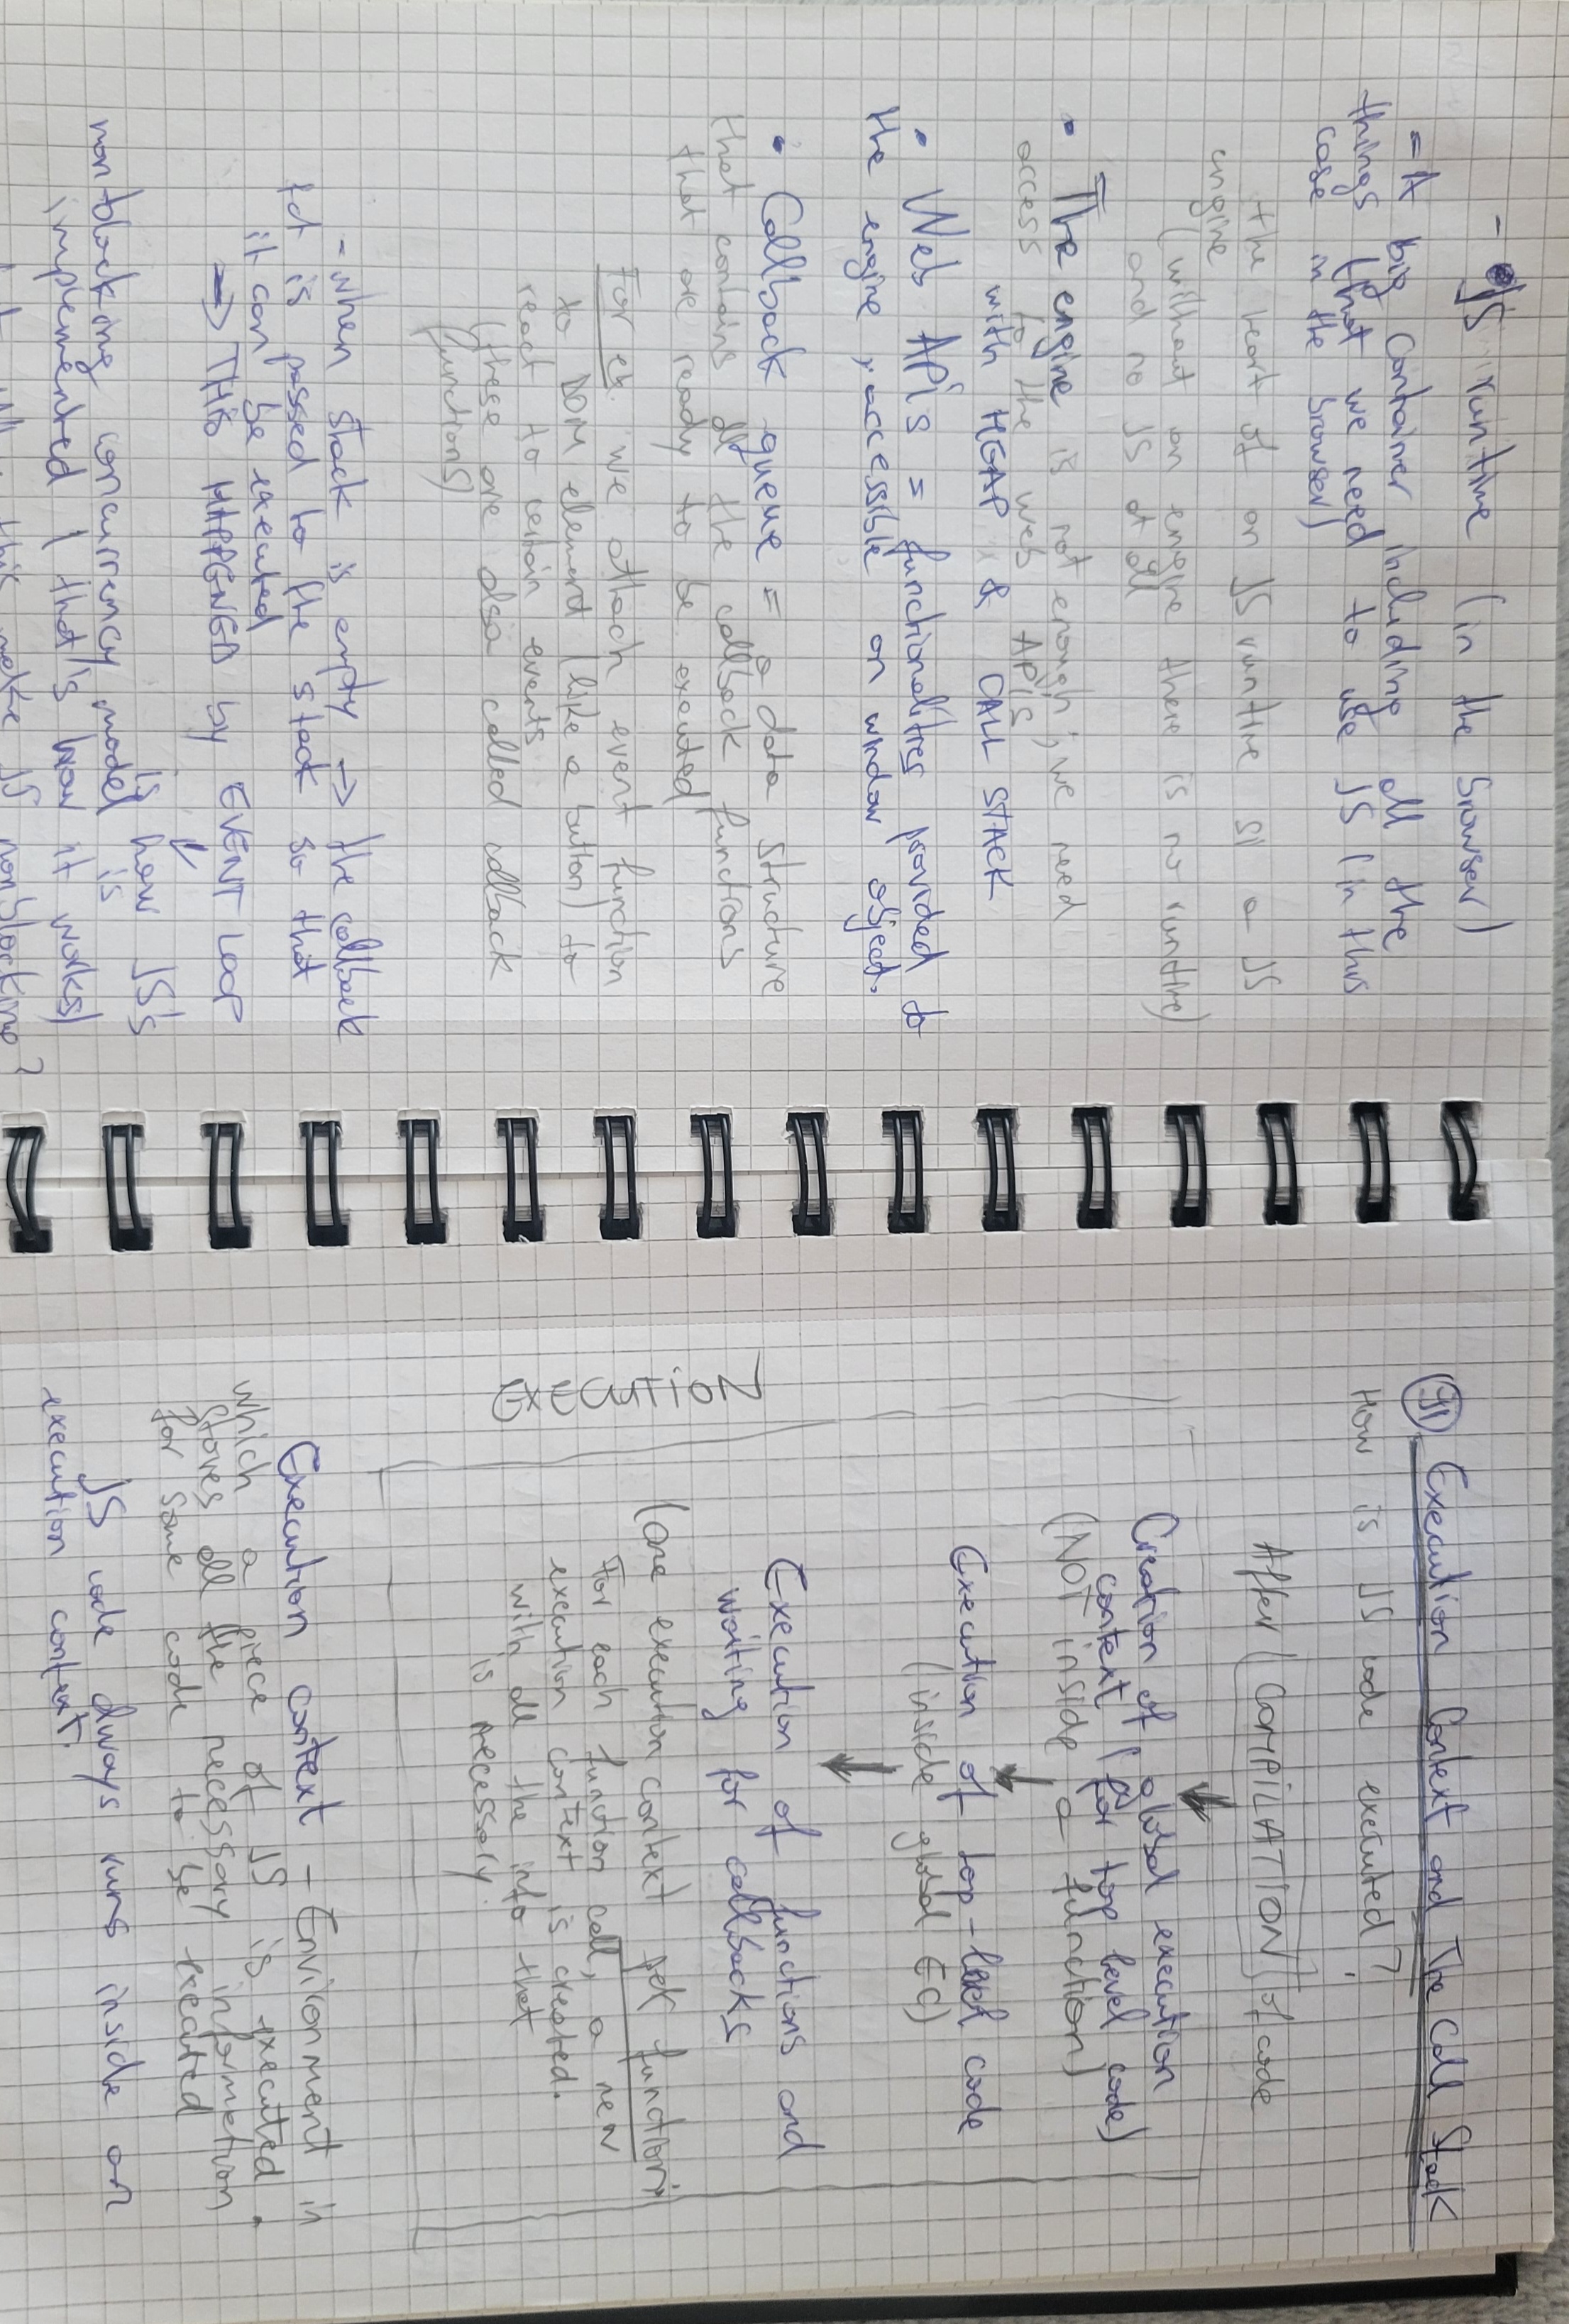 - JS runtime (in the browser)
= A big container including all the
things (that we need to use JS (in this
case in the browser)
the heart of an JS runtime si a JS
engine
(without an engine there is no runtime)
and no JS at all
• The engine is not enough, we need
access to the web API's
with HEAP & CALL STACK
• Web API's = functionalities provided to
the engine, accessible on window object.
• Callback queue = a data structure
that contains all the callback functions
that are ready to be executed
For ex. we attach event function
to DOM element (like a button) to
react to certain events
(these are also called callback
functions)
- when stack is empty → the callback
fct is passed to the stack so that
it can be executed
→ THIS HAPPENED by EVENT LOOP
↓
is how JS's
nonblocking concurrency model is
implemented (that's how it works)
this make JS nonblocking?
91 Execution Context and The Call Stack
How is JS code executed?
After COMPILATION of code
Creation of global execution
context (for top level code)
(NOT inside a function)
Execution of top-level code
(inside global EC)
Execution of functions and
waiting for callbacks
(One execution context per function:
For each function call, a new
execution context is created.
with all the info that
is necessary.
EXECUTION
Execution context - Environment in
which a piece of JS is executed.
Stores all the necessary information
for some code to be executed
JS code always runs inside an
execution context.